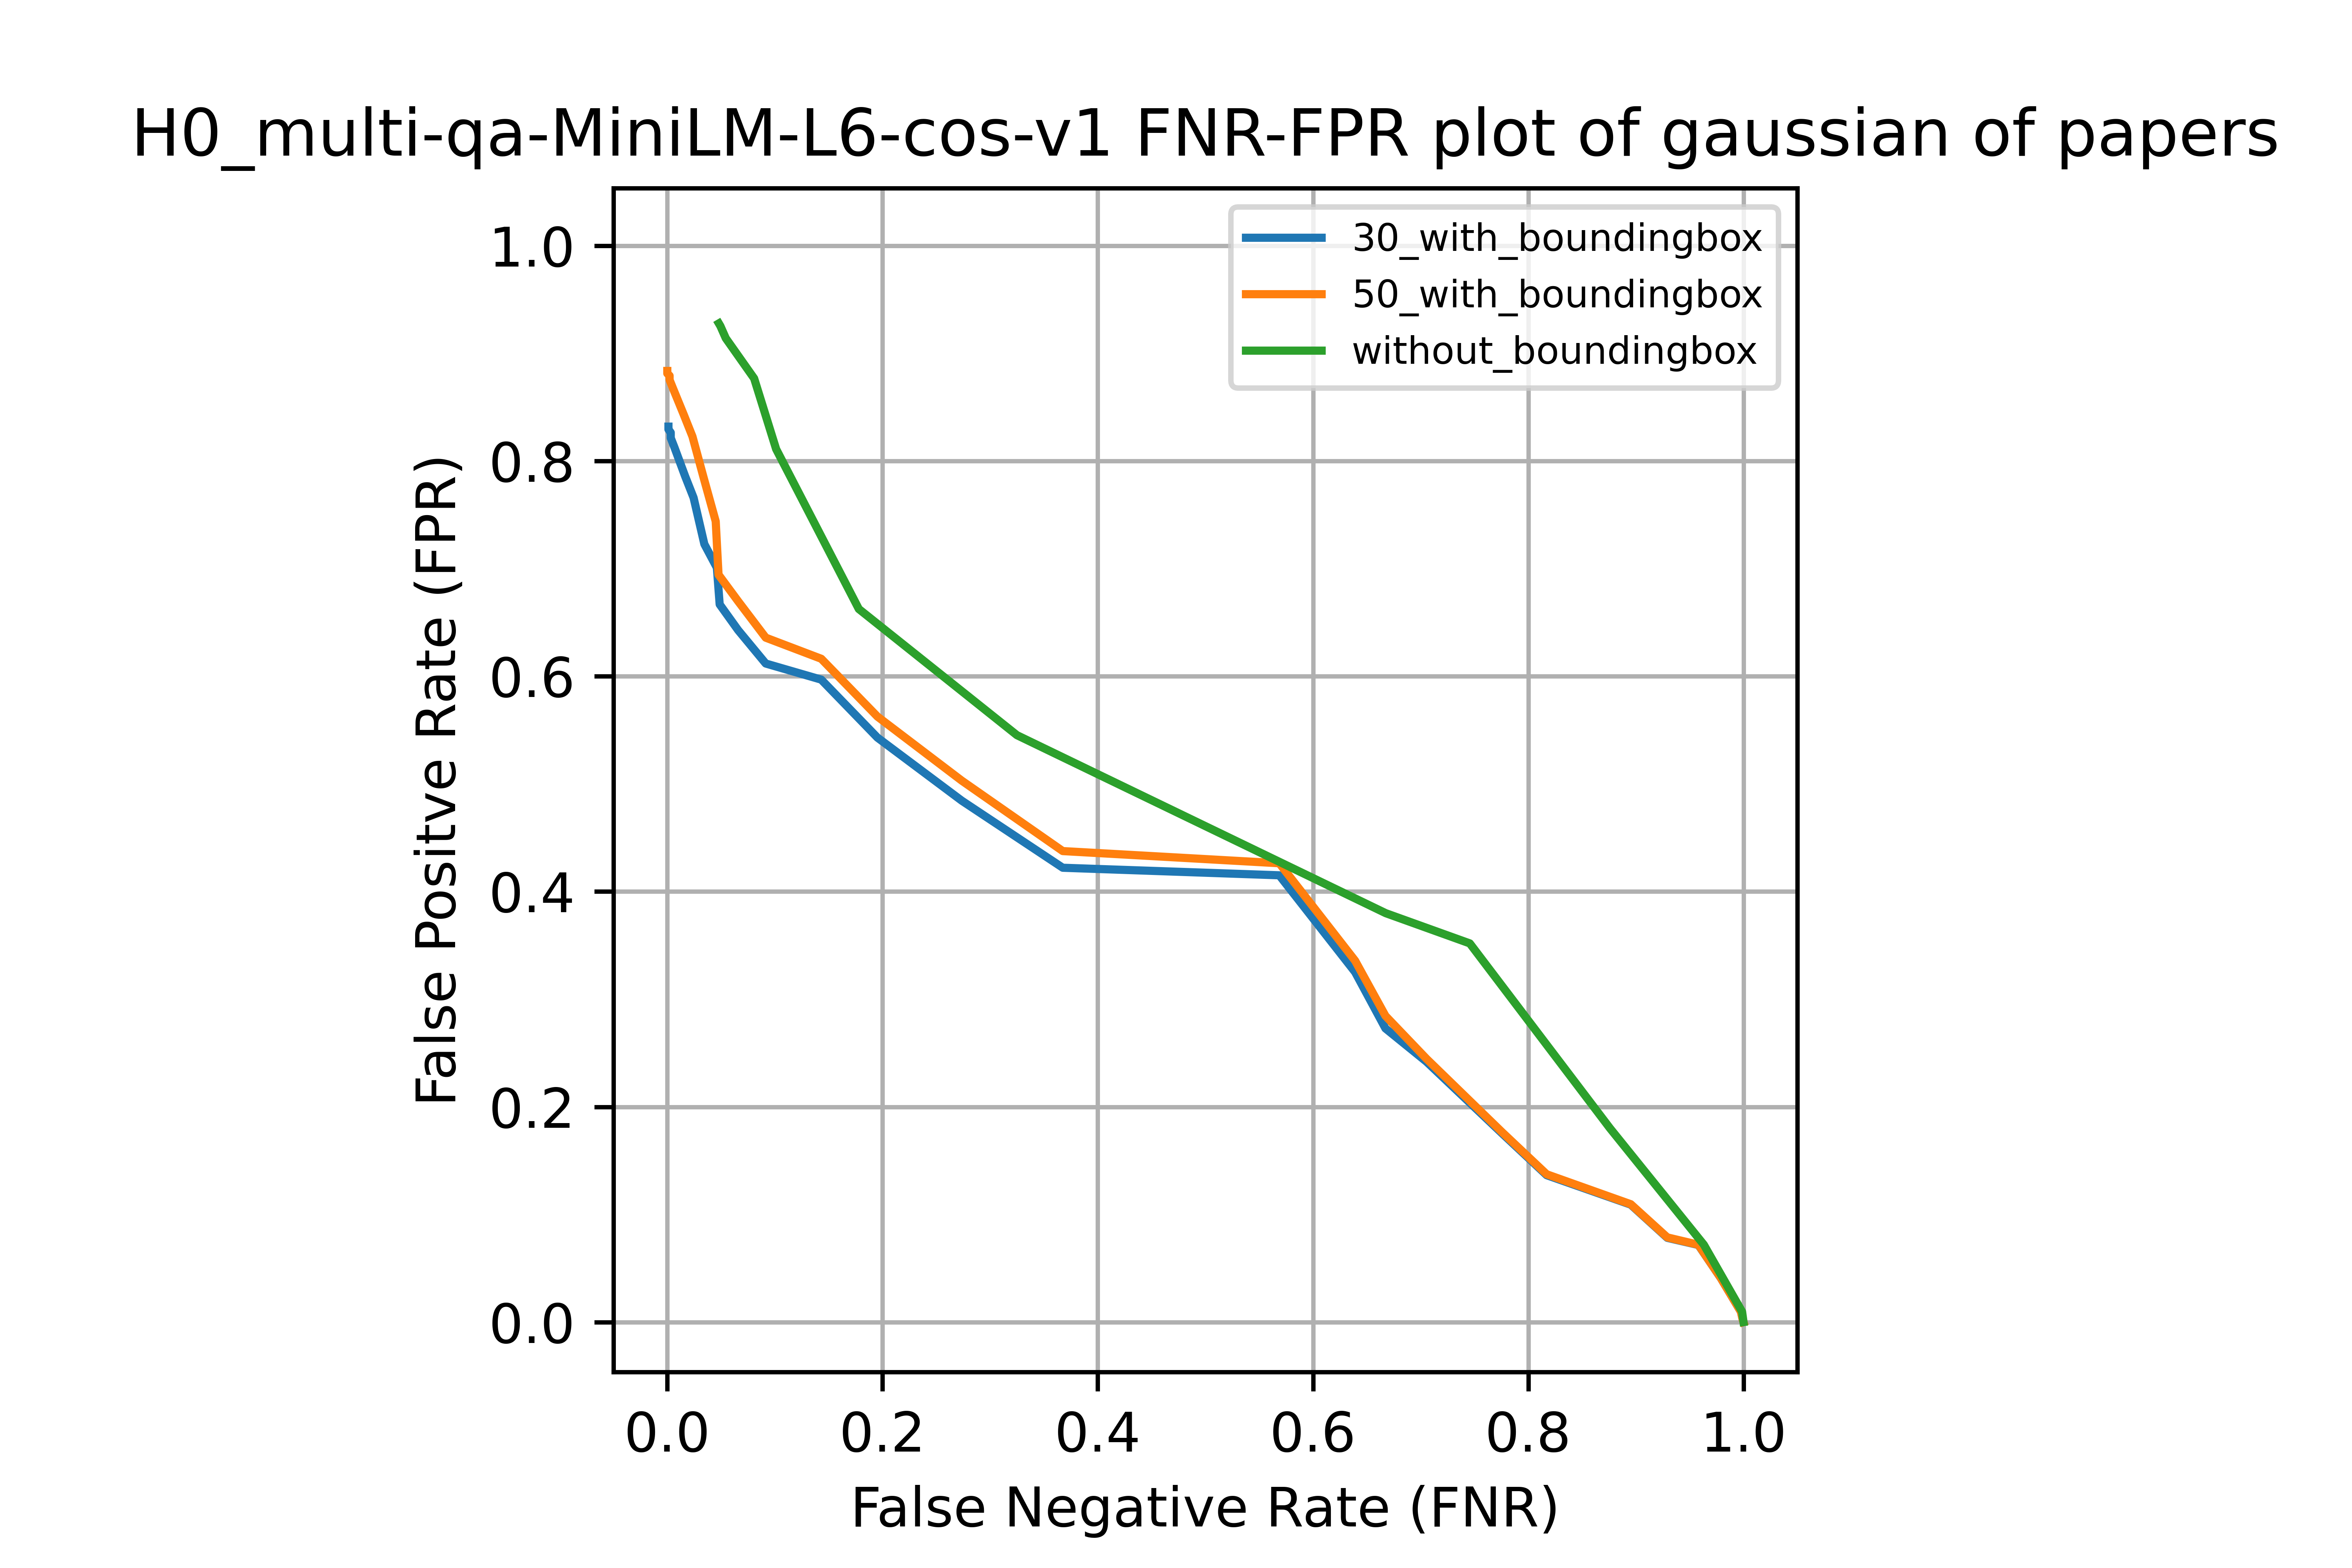 H0_multi-qa-MiniLM-L6-cos-v1 FNR-FPR plot of gaussian of papers
30_with_boundingbox
50_with_boundingbox
without_boundingbox
False Positve Rate (FPR)
1.0
0.8
0.6
0.4
0.2
0.0
0.0 0.2 0.4 0.6 0.8 1.0
False Negative Rate (FNR)